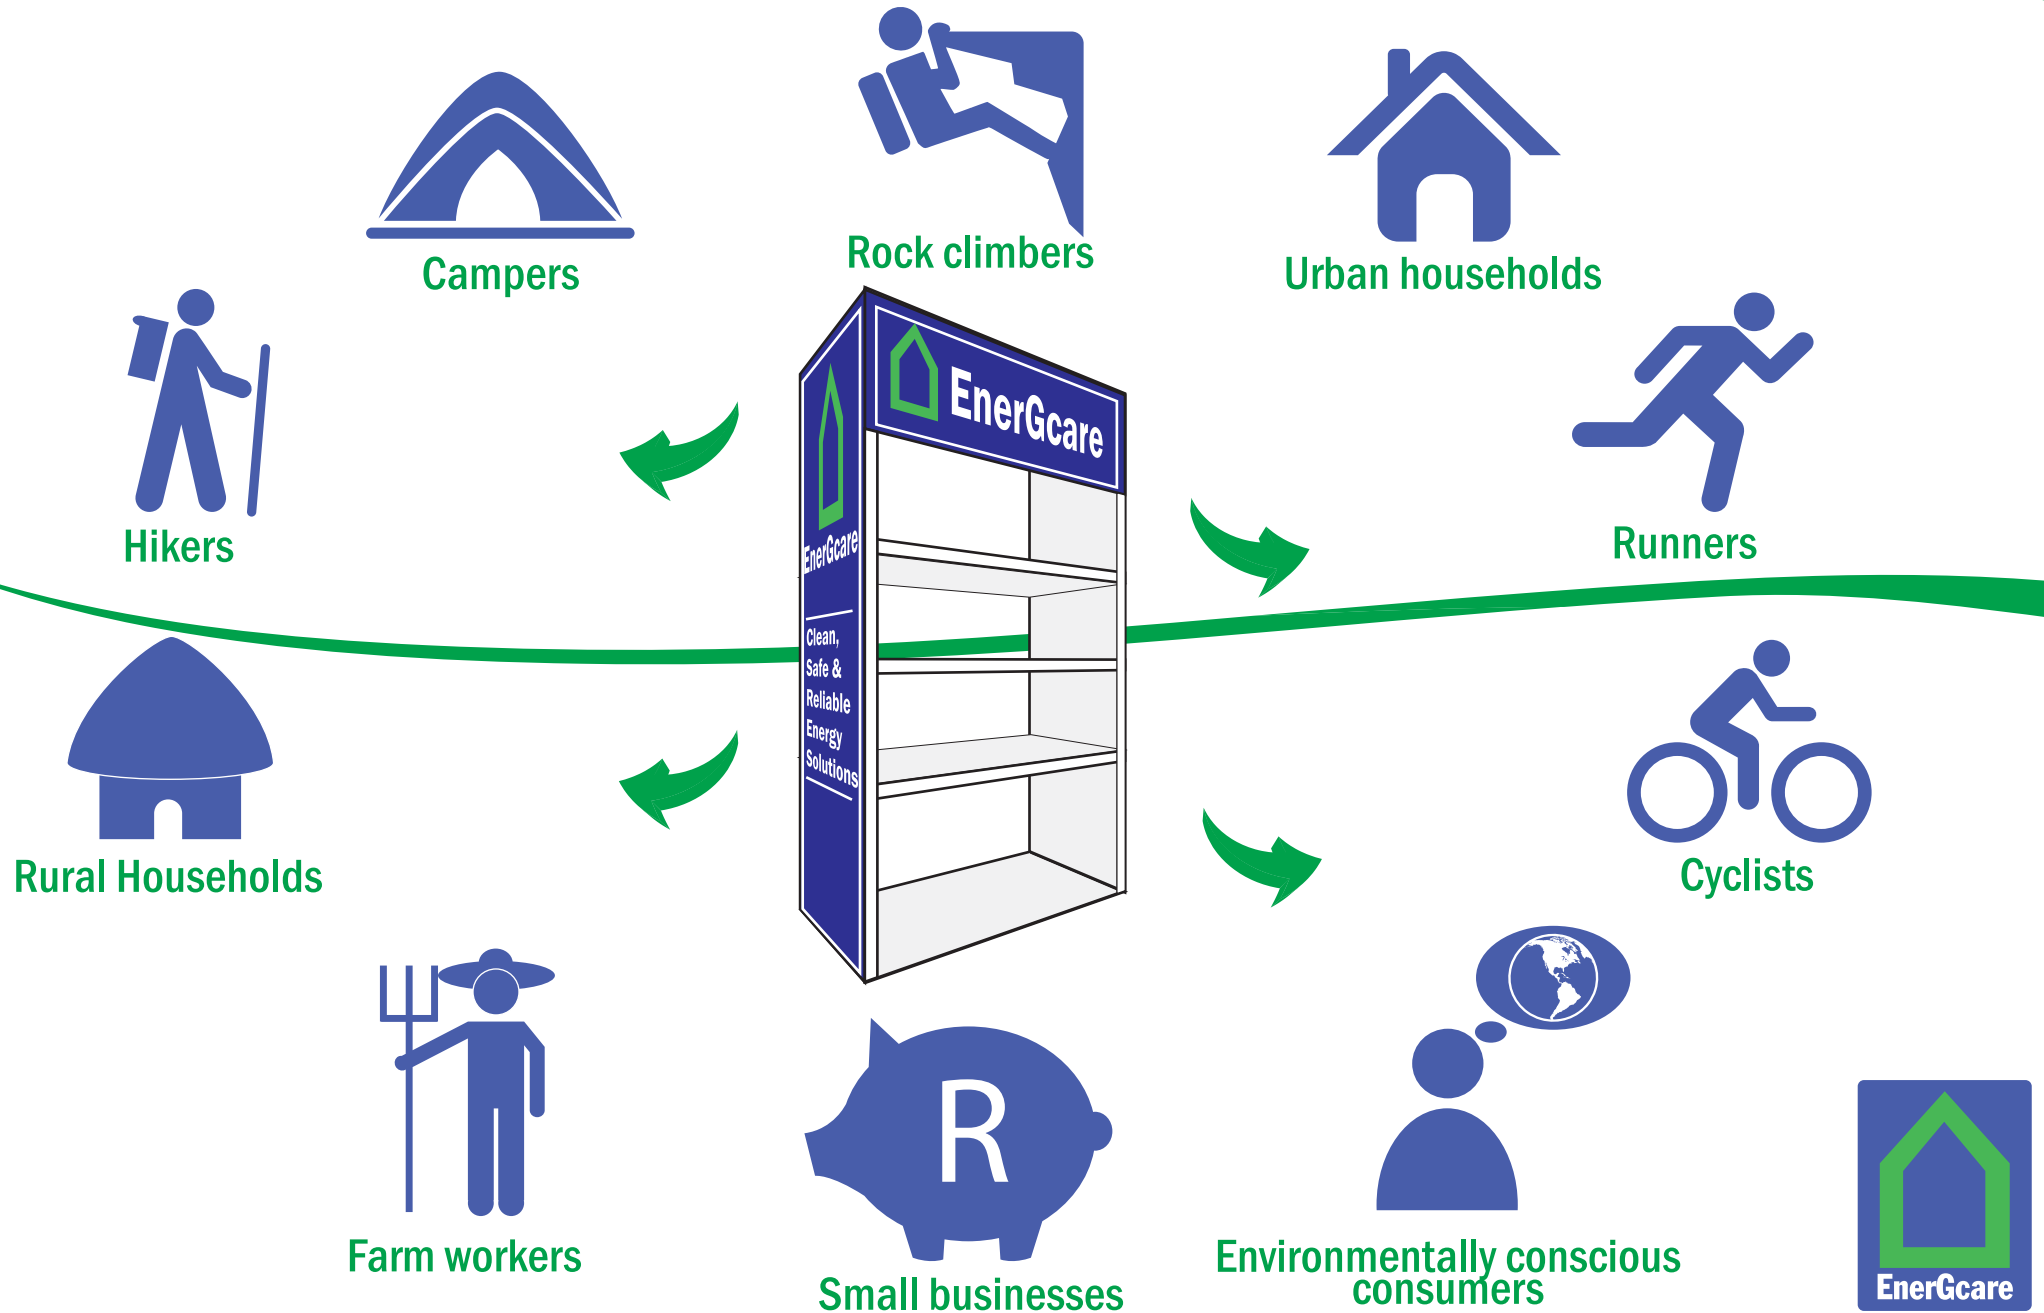 Rock climbers
Campers
Urban households
EnerGcare
Hikers
Runners
EnerGcare
Clean,
Safe &
Reliable
Energy
Solutions
Rural Households
Cyclists
R
Farm workers
Small businesses
Environmentally conscious
consumers
EnerGcare